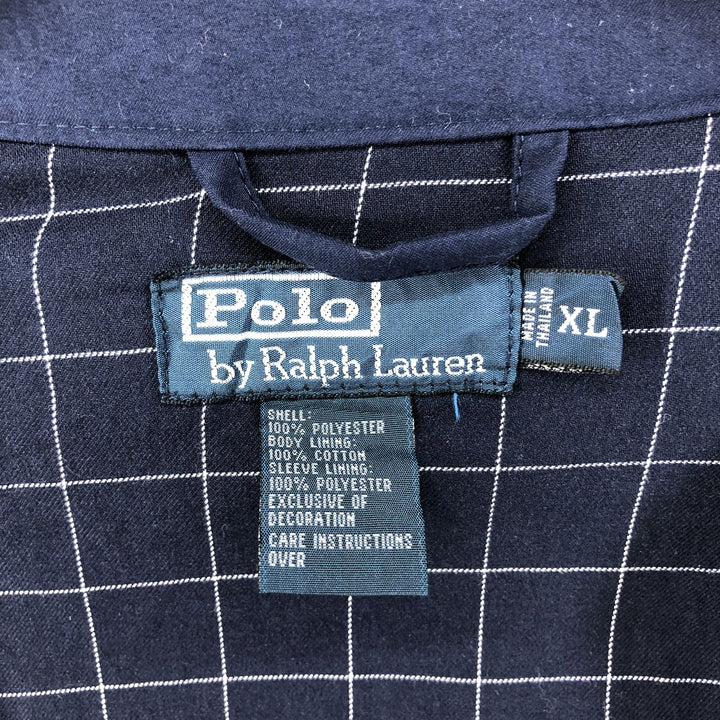 Polo
by Ralph Lauren
MADE IN
THAILAND
XL
SHELL:
100% POLYESTER
BODY LINING:
100% COTTON
SLEEVE LINING:
100% POLYESTER
EXCLUSIVE OF
DECORATION
CARE INSTRUCTIONS
OVER